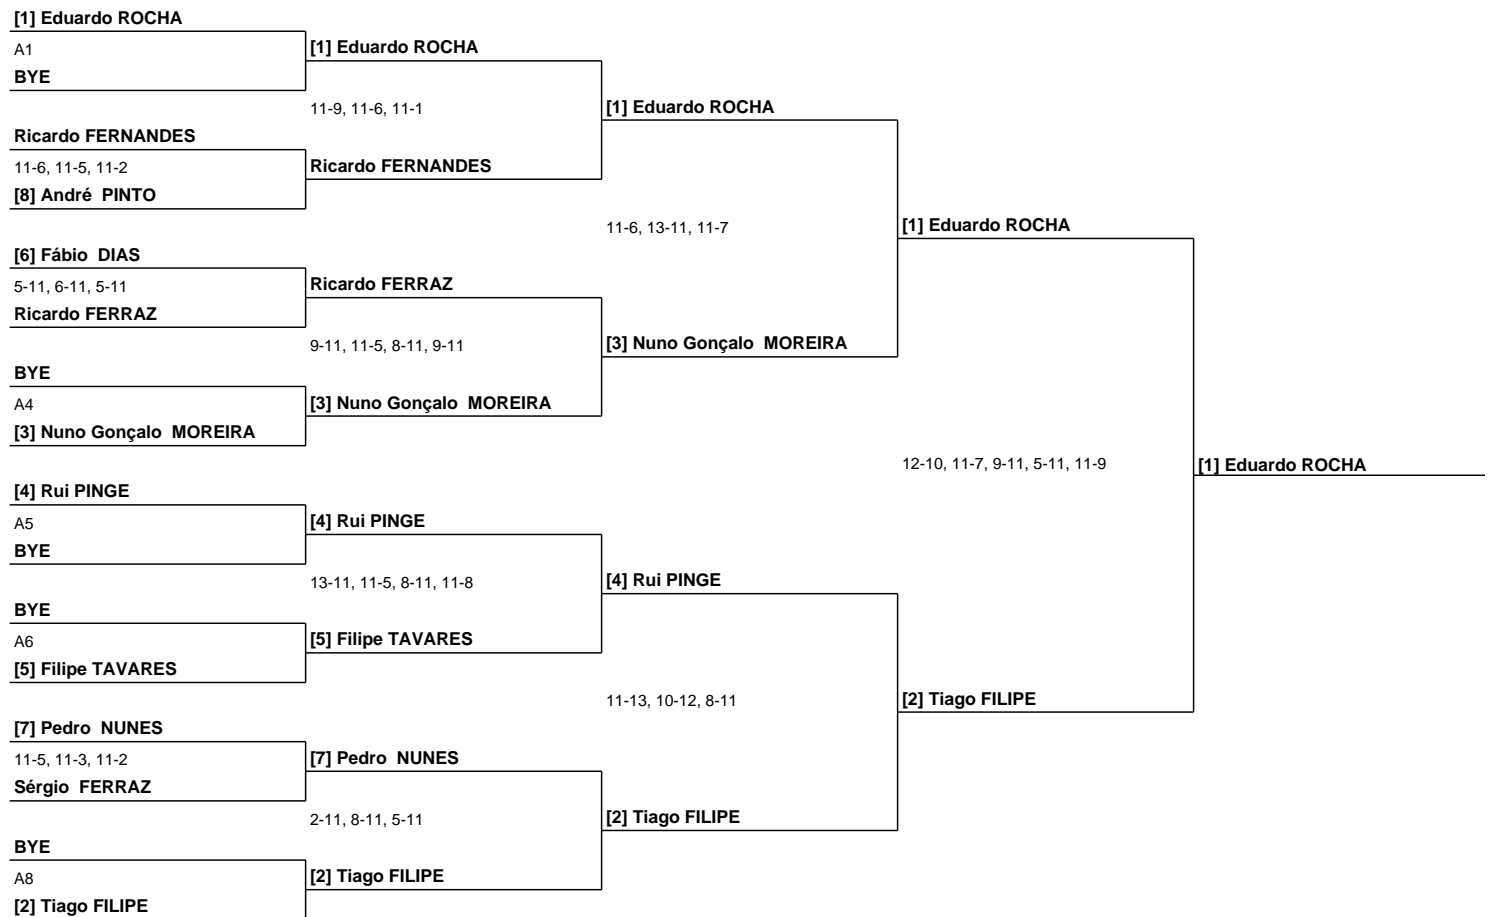 [1] Eduardo ROCHA
A1
BYE
Ricardo FERNANDES
11-6, 11-5, 11-2
[8] André PINTO
[6] Fábio DIAS
5-11, 6-11, 5-11
Ricardo FERRAZ
BYE
A4
[3] Nuno Gonçalo MOREIRA
[4] Rui PINGE
A5
BYE
BYE
A6
[5] Filipe TAVARES
[7] Pedro NUNES
11-5, 11-3, 11-2
Sérgio FERRAZ
BYE
A8
[2] Tiago FILIPE
[1] Eduardo ROCHA
11-9, 11-6, 11-1
Ricardo FERNANDES
Ricardo FERRAZ
9-11, 11-5, 8-11, 9-11
[3] Nuno Gonçalo MOREIRA
[4] Rui PINGE
13-11, 11-5, 8-11, 11-8
[5] Filipe TAVARES
[7] Pedro NUNES
2-11, 8-11, 5-11
[2] Tiago FILIPE
[1] Eduardo ROCHA
11-6, 13-11, 11-7
[3] Nuno Gonçalo MOREIRA
[4] Rui PINGE
11-13, 10-12, 8-11
[2] Tiago FILIPE
[1] Eduardo ROCHA
12-10, 11-7, 9-11, 5-11, 11-9
[2] Tiago FILIPE
[1] Eduardo ROCHA